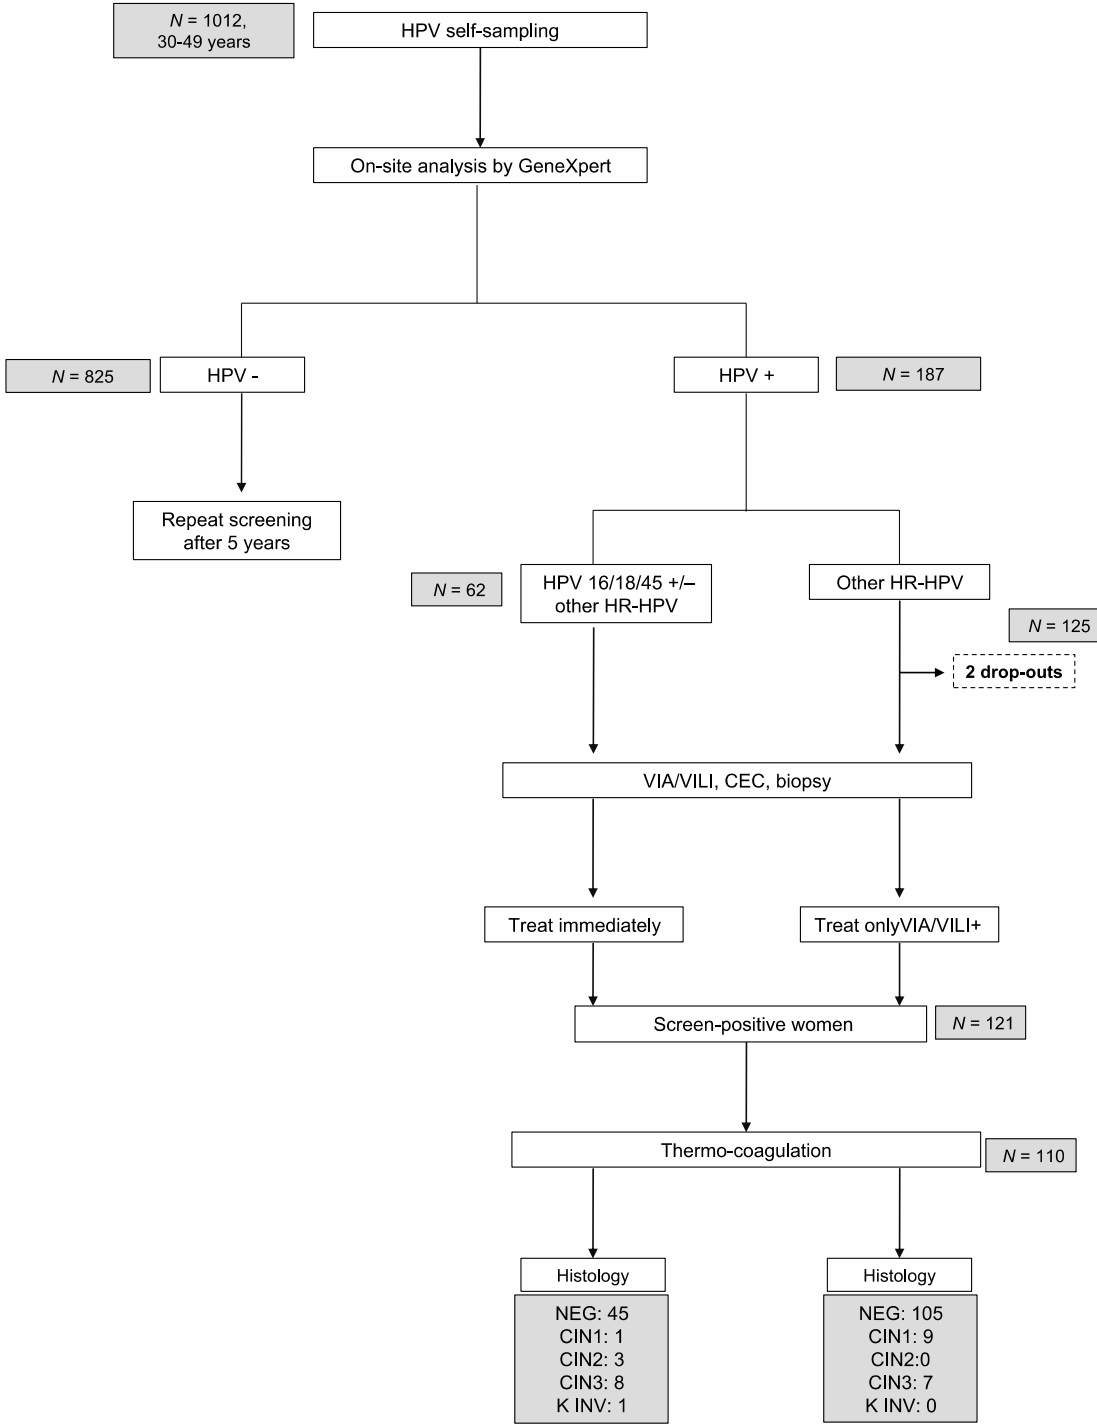 N = 1012,
30-49 years
HPV self-sampling
On-site analysis by GeneXpert
N = 825
HPV -
HPV +
N = 187
Repeat screening
after 5 years
N = 62
HPV 16/18/45 +/–
other HR-HPV
Other HR-HPV
N = 125
2 drop-outs
VIA/VILI, CEC, biopsy
Treat immediately
Treat onlyVIA/VILI+
Screen-positive women
N = 121
Thermo-coagulation
N = 110
Histology
NEG: 45
CIN1: 1
CIN2: 3
CIN3: 8
K INV: 1
Histology
NEG: 105
CIN1: 9
CIN2:0
CIN3: 7
K INV: 0